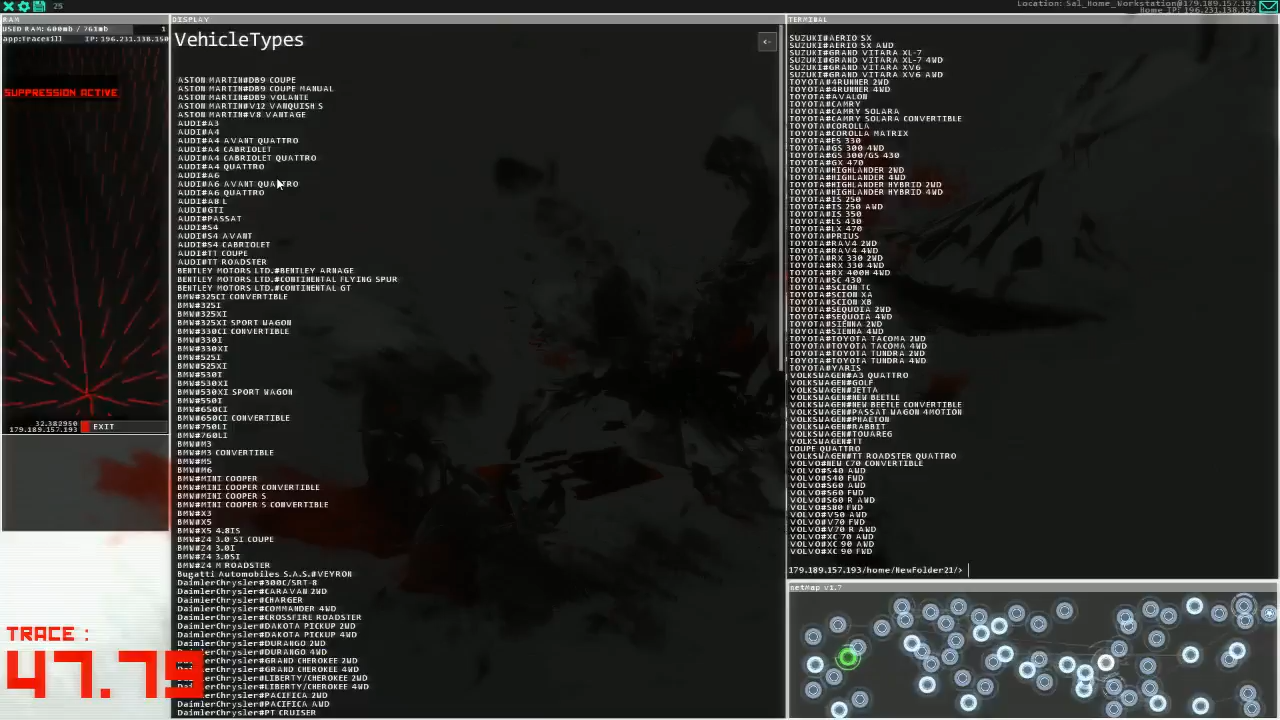 25
Location: Sal_Home_Workstation@179.189.157.193
Home IP: 196.231.138.150
RAM
USED RAM: 600mb / 761mb 1
app:TraceKill IP: 196.231.138.150
SUPPRESSION ACTIVE
32.382950
179.189.157.193 EXIT
TRACE :
47.79
DISPLAY
VehicleTypes
<-
ASTON MARTIN#DB9 COUPE
ASTON MARTIN#DB9 COUPE MANUAL
ASTON MARTIN#DB9 VOLANTE
ASTON MARTIN#V12 VANQUISH S
ASTON MARTIN#V8 VANTAGE
AUDI#A3
AUDI#A4
AUDI#A4 AVANT QUATTRO
AUDI#A4 CABRIOLET
AUDI#A4 CABRIOLET QUATTRO
AUDI#A4 QUATTRO
AUDI#A6
AUDI#A6 AVANT QUATTRO
AUDI#A6 QUATTRO
AUDI#A8 L
AUDI#GTI
AUDI#PASSAT
AUDI#S4
AUDI#S4 AVANT
AUDI#S4 CABRIOLET
AUDI#TT COUPE
AUDI#TT ROADSTER
BENTLEY MOTORS LTD.#BENTLEY ARNAGE
BENTLEY MOTORS LTD.#CONTINENTAL FLYING SPUR
BENTLEY MOTORS LTD.#CONTINENTAL GT
BMW#325CI CONVERTIBLE
BMW#325I
BMW#325XI
BMW#325XI SPORT WAGON
BMW#330CI CONVERTIBLE
BMW#330I
BMW#330XI
BMW#525I
BMW#525XI
BMW#530I
BMW#530XI
BMW#530XI SPORT WAGON
BMW#550I
BMW#650CI
BMW#650CI CONVERTIBLE
BMW#750LI
BMW#760LI
BMW#M3
BMW#M3 CONVERTIBLE
BMW#M5
BMW#M6
BMW#MINI COOPER
BMW#MINI COOPER CONVERTIBLE
BMW#MINI COOPER S
BMW#MINI COOPER S CONVERTIBLE
BMW#X3
BMW#X5
BMW#X5 4.8IS
BMW#Z4 3.0 SI COUPE
BMW#Z4 3.0I
BMW#Z4 3.0SI
BMW#Z4 M ROADSTER
Bugatti Automobiles S.A.S.#VEYRON
DaimlerChrysler#300C/SRT-8
DaimlerChrysler#CARAVAN 2WD
DaimlerChrysler#CHARGER
DaimlerChrysler#COMMANDER 4WD
DaimlerChrysler#CROSSFIRE ROADSTER
DaimlerChrysler#DAKOTA PICKUP 2WD
DaimlerChrysler#DAKOTA PICKUP 4WD
DaimlerChrysler#DURANGO 2WD
DaimlerChrysler#DURANGO 4WD
DaimlerChrysler#GRAND CHEROKEE 2WD
DaimlerChrysler#GRAND CHEROKEE 4WD
DaimlerChrysler#LIBERTY/CHEROKEE 2WD
DaimlerChrysler#LIBERTY/CHEROKEE 4WD
DaimlerChrysler#PACIFICA 2WD
DaimlerChrysler#PACIFICA AWD
DaimlerChrysler#PT CRUISER
TERMINAL
SUZUKI#AERIO SX
SUZUKI#AERIO SX AWD
SUZUKI#GRAND VITARA XL-7
SUZUKI#GRAND VITARA XL-7 4WD
SUZUKI#GRAND VITARA XV6
SUZUKI#GRAND VITARA XV6 AWD
TOYOTA#4RUNNER 2WD
TOYOTA#4RUNNER 4WD
TOYOTA#AVALON
TOYOTA#CAMRY
TOYOTA#CAMRY SOLARA
TOYOTA#CAMRY SOLARA CONVERTIBLE
TOYOTA#COROLLA
TOYOTA#COROLLA MATRIX
TOYOTA#ES 330
TOYOTA#GS 300 4WD
TOYOTA#GS 300/GS 430
TOYOTA#GX 470
TOYOTA#HIGHLANDER 2WD
TOYOTA#HIGHLANDER 4WD
TOYOTA#HIGHLANDER HYBRID 2WD
TOYOTA#HIGHLANDER HYBRID 4WD
TOYOTA#IS 250
TOYOTA#IS 250 AWD
TOYOTA#IS 350
TOYOTA#LS 430
TOYOTA#LX 470
TOYOTA#PRIUS
TOYOTA#RAV4 2WD
TOYOTA#RAV4 4WD
TOYOTA#RX 330 2WD
TOYOTA#RX 330 4WD
TOYOTA#RX 400H 4WD
TOYOTA#SC 430
TOYOTA#SCION TC
TOYOTA#SCION XA
TOYOTA#SCION XB
TOYOTA#SEQUOIA 2WD
TOYOTA#SEQUOIA 4WD
TOYOTA#SIENNA 2WD
TOYOTA#SIENNA 4WD
TOYOTA#TOYOTA TACOMA 2WD
TOYOTA#TOYOTA TACOMA 4WD
TOYOTA#TOYOTA TUNDRA 2WD
TOYOTA#TOYOTA TUNDRA 4WD
TOYOTA#YARIS
VOLKSWAGEN#A3 QUATTRO
VOLKSWAGEN#GOLF
VOLKSWAGEN#JETTA
VOLKSWAGEN#NEW BEETLE
VOLKSWAGEN#NEW BEETLE CONVERTIBLE
VOLKSWAGEN#PASSAT WAGON 4MOTION
VOLKSWAGEN#PHAETON
VOLKSWAGEN#RABBIT
VOLKSWAGEN#TOUAREG
VOLKSWAGEN#TT
COUPE QUATTRO
VOLKSWAGEN#TT ROADSTER QUATTRO
VOLVO#NEW C70 CONVERTIBLE
VOLVO#S40 AWD
VOLVO#S40 FWD
VOLVO#S60 AWD
VOLVO#S60 FWD
VOLVO#S60 R AWD
VOLVO#S80 FWD
VOLVO#V50 AWD
VOLVO#V70 FWD
VOLVO#V70 R AWD
VOLVO#XC 70 AWD
VOLVO#XC 90 AWD
VOLVO#XC 90 FWD
179.189.157.193/home/NewFolder21/>
netMap v1.7